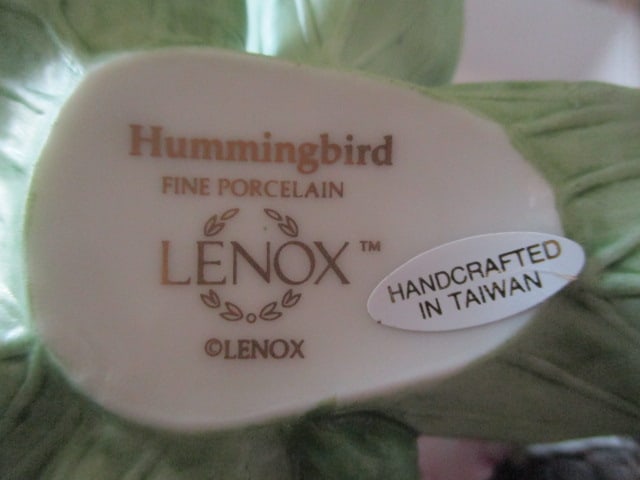 Hummingbird
FINE PORCELAIN
LENOX™
©LENOX
HANDCRAFTED
IN TAIWAN